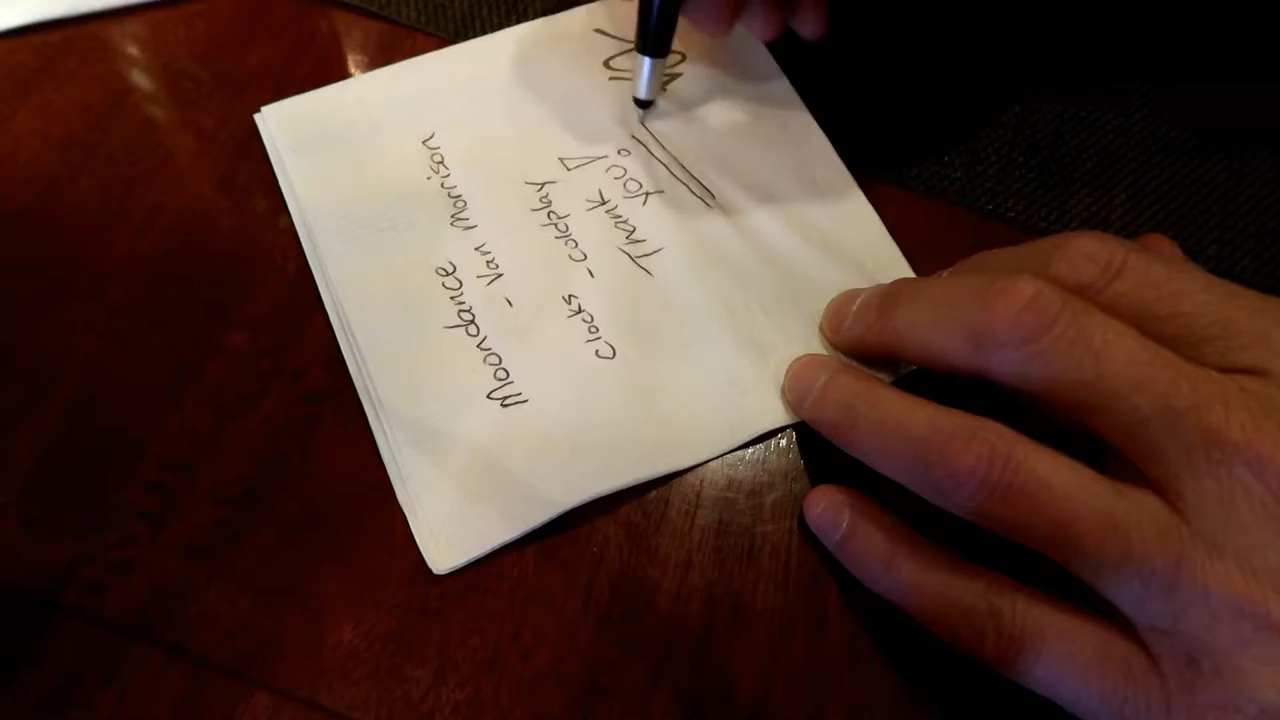 Moondance
- Van Morrison
Clocks - coldplay
Thank
you!